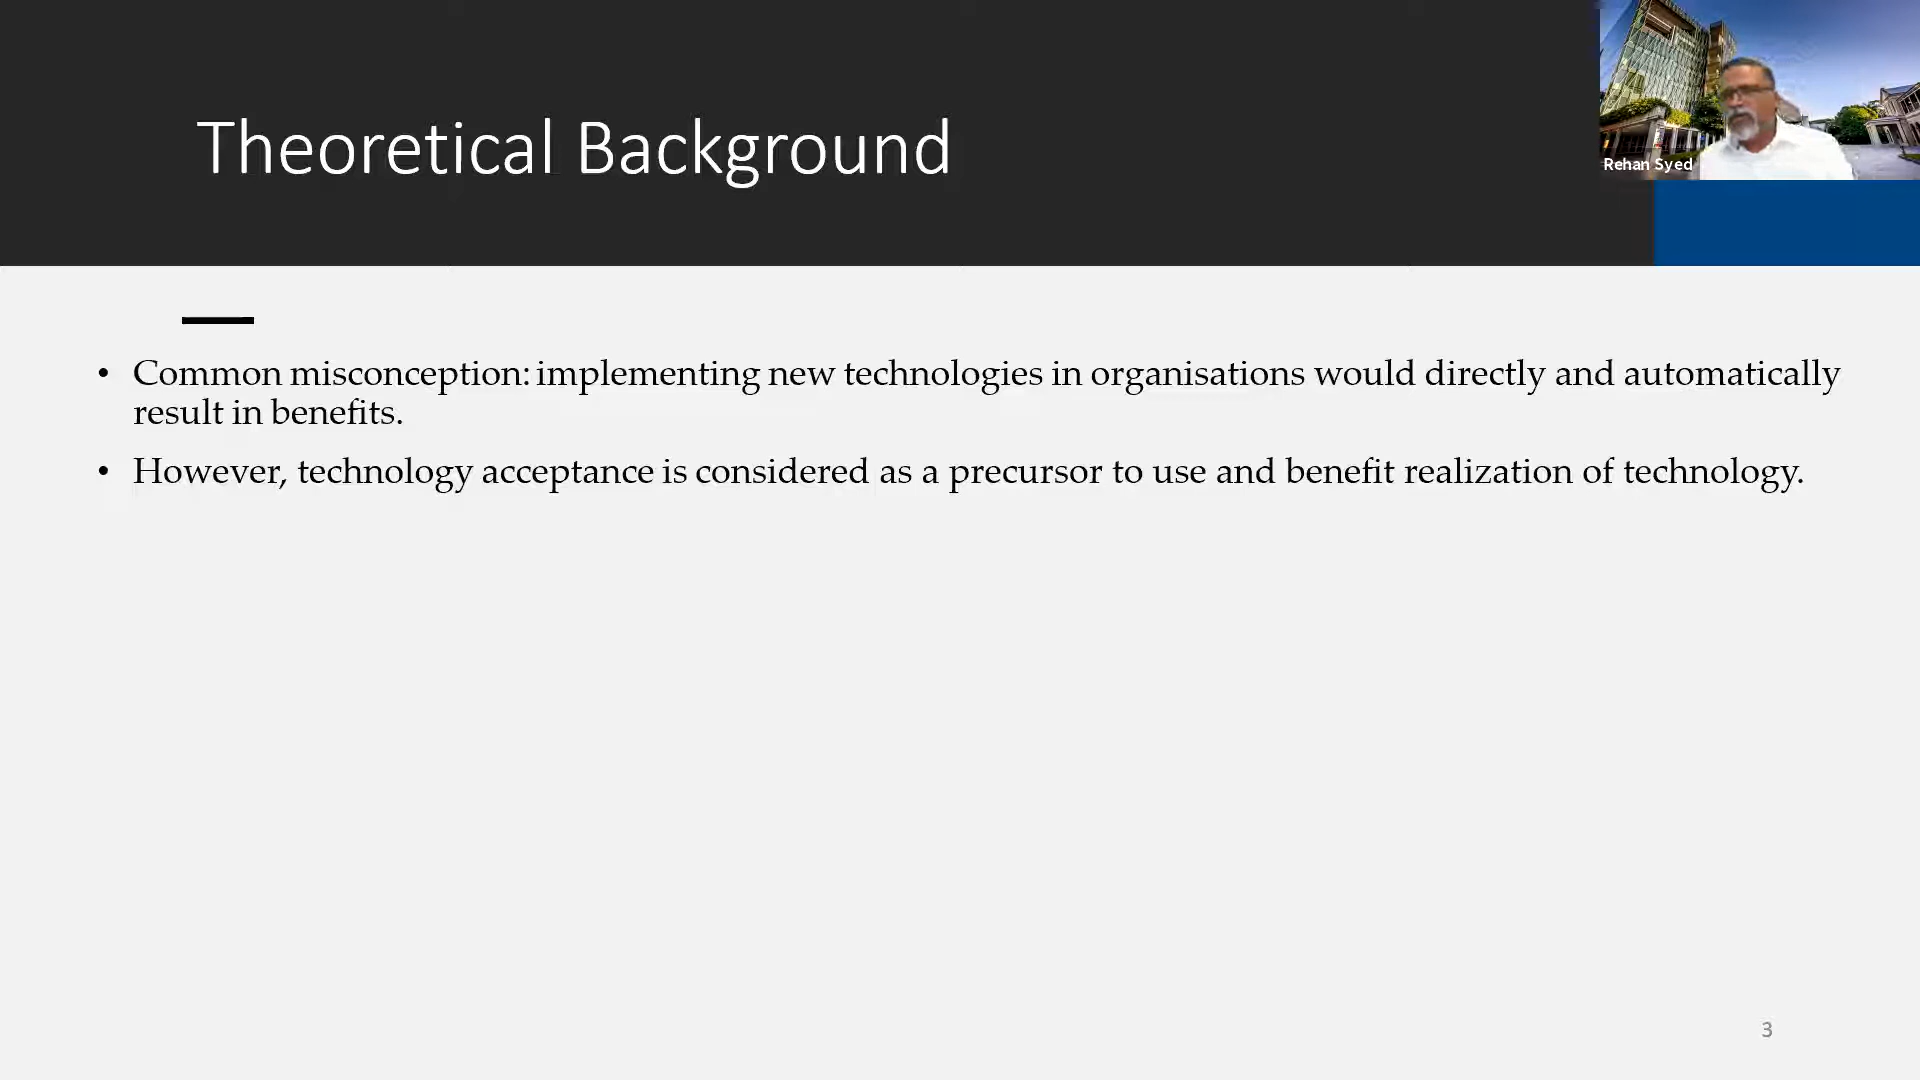 Theoretical Background
Rehan Syed
• Common misconception: implementing new technologies in organisations would directly and automatically
result in benefits.
• However, technology acceptance is considered as a precursor to use and benefit realization of technology.
3